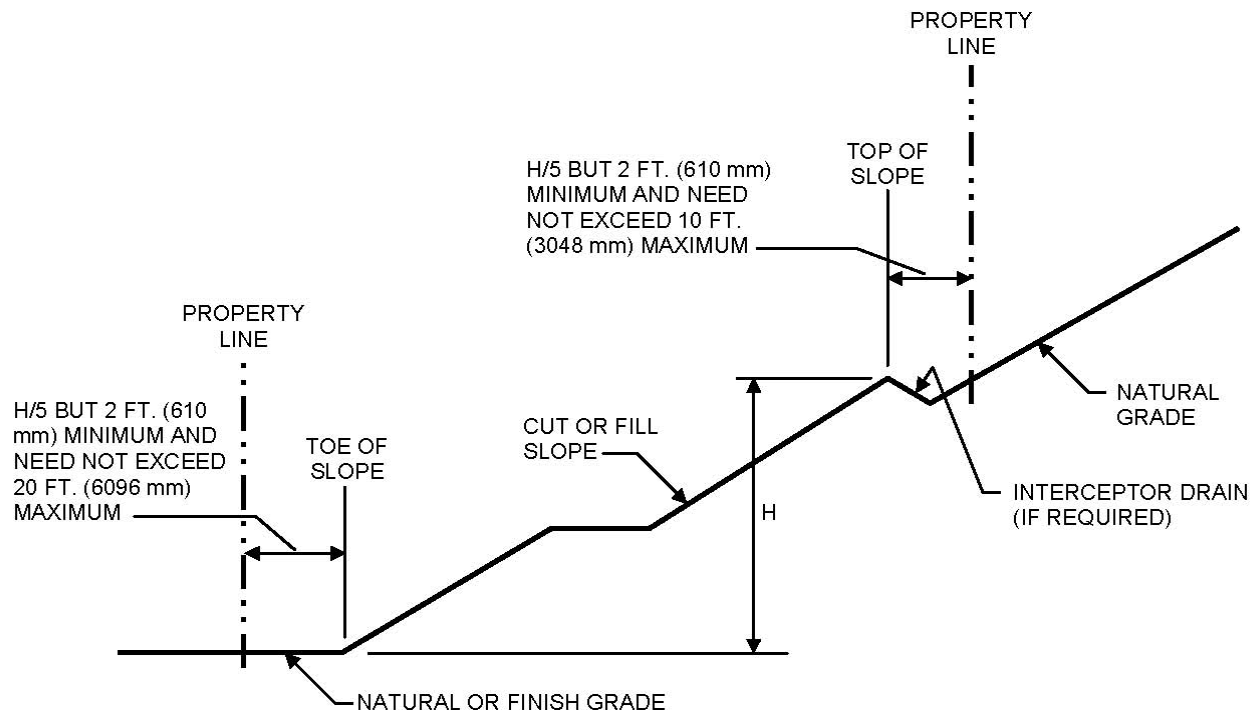 PROPERTY
LINE
H/5 BUT 2 FT. (610 mm)
MINIMUM AND NEED
NOT EXCEED 10 FT.
(3048 mm) MAXIMUM
TOP OF
SLOPE
PROPERTY
LINE
H/5 BUT 2 FT. (610
mm) MINIMUM AND
NEED NOT EXCEED
20 FT. (6096 mm)
MAXIMUM
TOE OF
SLOPE
CUT OR FILL
SLOPE
NATURAL
GRADE
H
INTERCEPTOR DRAIN
(IF REQUIRED)
NATURAL OR FINISH GRADE